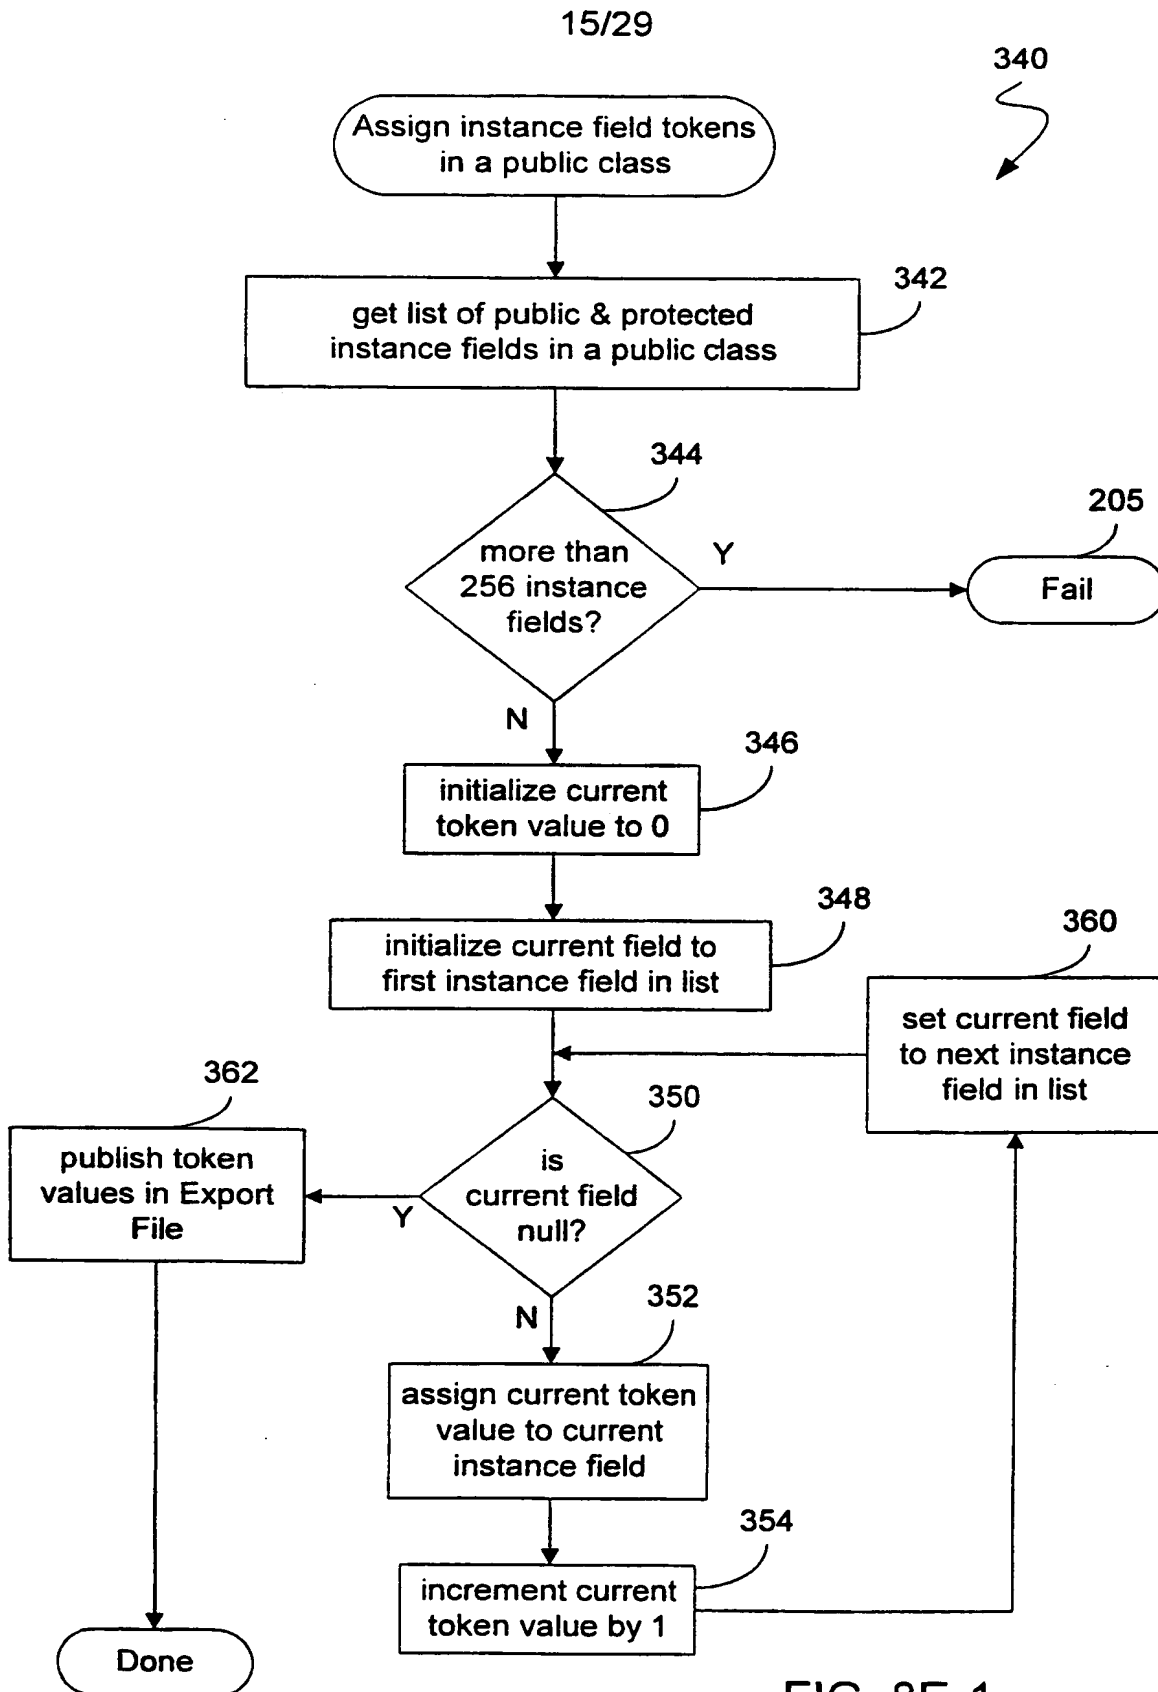 15/29
340
Assign instance field tokens
in a public class
342
get list of public & protected
instance fields in a public class
344
205
more than
256 instance
fields?
Y
Fail
N
346
initialize current
token value to 0
348
initialize current field to
first instance field in list
360
set current field
to next instance
field in list
362
350
publish token
values in Export
File
is
current field
null?
Y
N
352
assign current token
value to current
instance field
354
increment current
token value by 1
Done